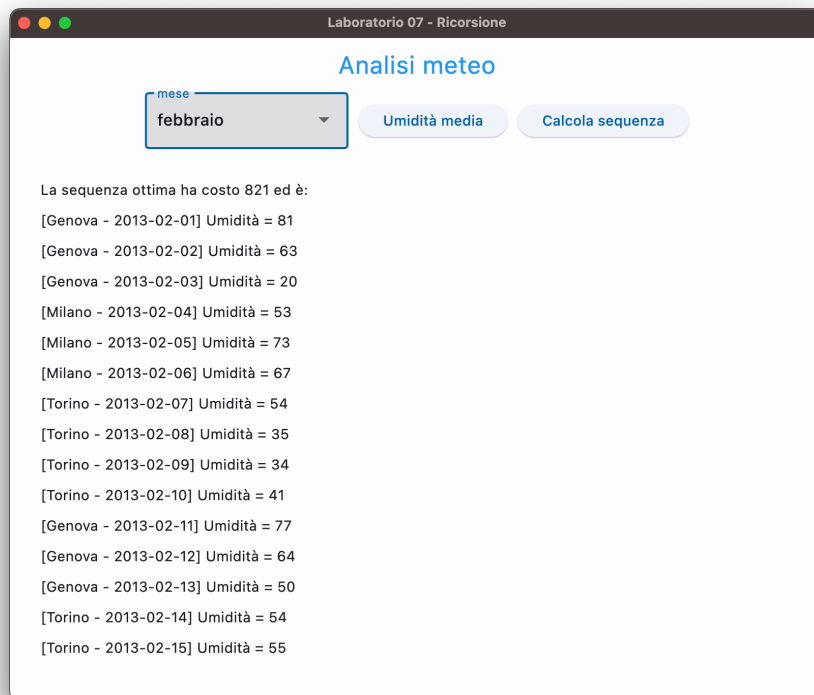 Laboratorio 07 - Ricorsione
Analisi meteo
mese
febbraio
Umidità media
Calcola sequenza
La sequenza ottima ha costo 821 ed è:
[Genova - 2013-02-01] Umidità = 81
[Genova - 2013-02-02] Umidità = 63
[Genova - 2013-02-03] Umidità = 20
[Milano - 2013-02-04] Umidità = 53
[Milano - 2013-02-05] Umidità = 73
[Milano - 2013-02-06] Umidità = 67
[Torino - 2013-02-07] Umidità = 54
[Torino - 2013-02-08] Umidità = 35
[Torino - 2013-02-09] Umidità = 34
[Torino - 2013-02-10] Umidità = 41
[Genova - 2013-02-11] Umidità = 77
[Genova - 2013-02-12] Umidità = 64
[Genova - 2013-02-13] Umidità = 50
[Torino - 2013-02-14] Umidità = 54
[Torino - 2013-02-15] Umidità = 55